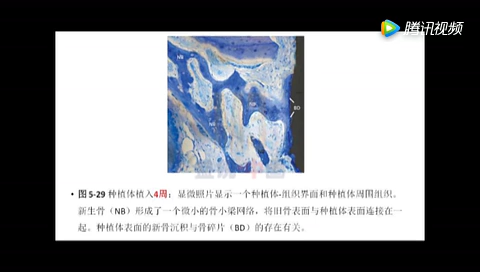 腾讯视频
NB
NB
BD
NB
• 图 5-29 种植体植入4周：显微照片显示一个种植体-组织界面和种植体周围组织。
新生骨（NB）形成了一个微小的骨小梁网络，将旧骨表面与种植体表面连接在一
起。种植体表面的新骨沉积与骨碎片（BD）的存在有关。